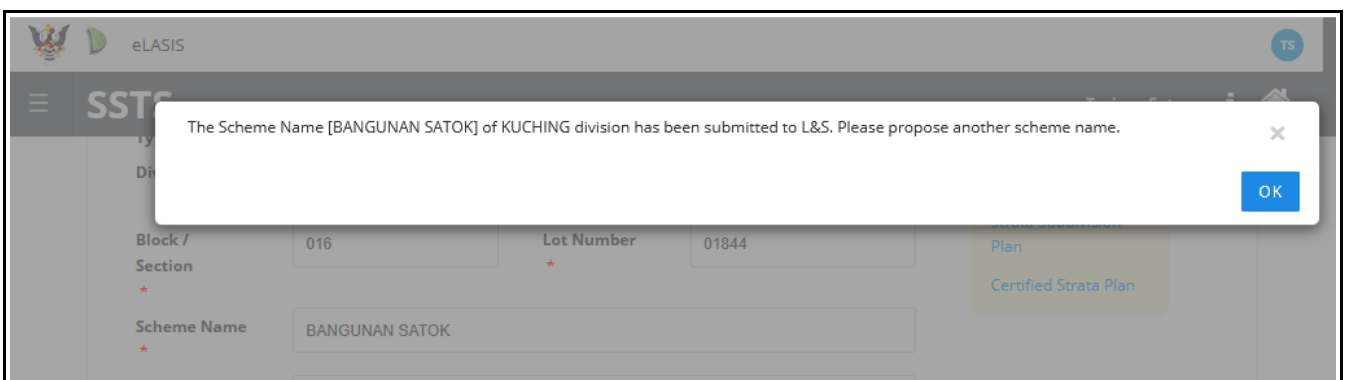 eLASIS
TS
SSTS
The Scheme Name [BANGUNAN SATOK] of KUCHING division has been submitted to L&S. Please propose another scheme name.
×
OK
Block /
Section
*
016
Lot Number
*
01844
Plan
Certified Strata Plan
Scheme Name
*
BANGUNAN SATOK